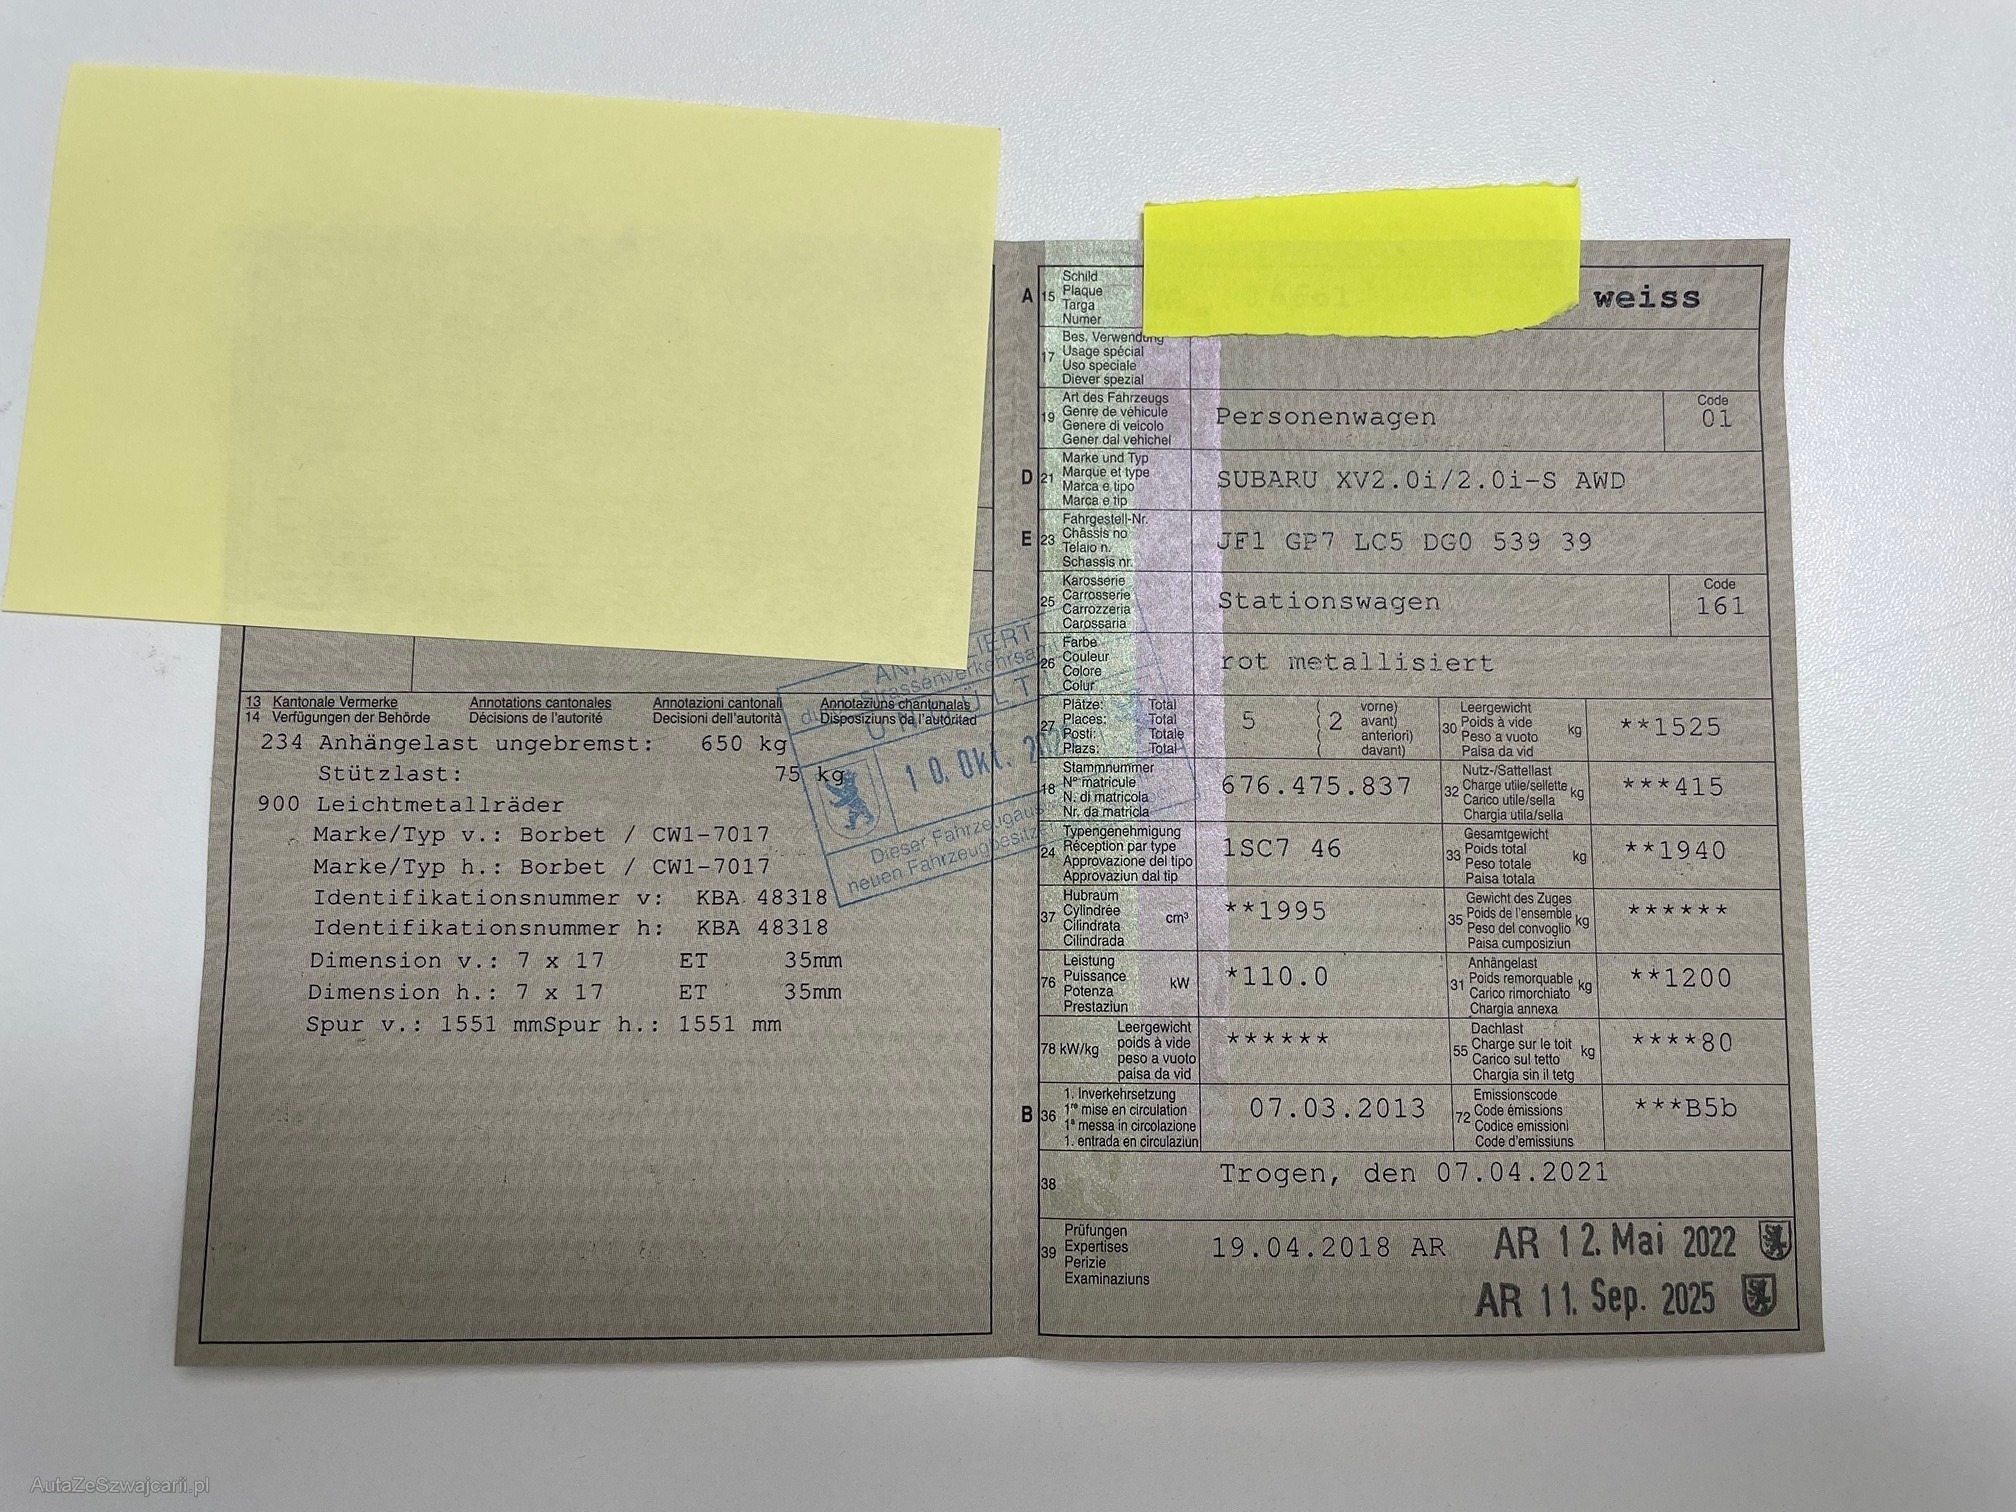 13 Kantonale Vermerke Annotations cantonales Annotazioni cantonali Annotaziuns chantunalas
14 Verfügungen der Behörde Décisions de l'autorité Decisioni dell'autorità Disposiziuns da l'autoritad
234 Anhängelast ungebremst: 650 kg
Stützlast: 75 kg
900 Leichtmetallräder
Marke/Typ v.: Borbet / CW1-7017
Marke/Typ h.: Borbet / CW1-7017
Identifikationsnummer v: KBA 48318
Identifikationsnummer h: KBA 48318
Dimension v.: 7 x 17 ET 35mm
Dimension h.: 7 x 17 ET 35mm
Spur v.: 1551 mmSpur h.: 1551 mm
Strassenverkehrsamt
10. Okt.
Dieser Fahrzeugaus
neuen Fahrzeugbesitzer
A 15 Schild
Plaque
Targa
Numer
weiss
17 Bes. Verwendung
Usage spécial
Uso speciale
Diever spezial
19 Art des Fahrzeugs
Genre de véhicule
Genere di veicolo
Gener dal vehichel
Personenwagen
Code
01
D 21 Marke und Typ
Marque et type
Marca e tipo
Marca e tip
SUBARU XV2.0i/2.0i-S AWD
E 23 Fahrgestell-Nr.
Châssis no
Telaio n.
Schassis nr.
JF1 GP7 LC5 DG0 539 39
25 Karosserie
Carrosserie
Carrozzeria
Carossaria
Stationswagen
Code
161
26 Farbe
Couleur
Colore
Colur
rot metallisiert
27 Plätze: Total
Places: Total
Posti: Totale
Plazs: Total
5 ( 2 vorne)
( avant)
( anteriori)
( davant)
30 Leergewicht
Poids à vide
Peso a vuoto
Paisa da vid
kg
**1525
18 Stammnummer
N° matricule
N. di matricola
Nr. da matricla
676.475.837
32 Nutz-/Sattellast
Charge utile/sellette
Carico utile/sella
Chargia utila/sella
kg
***415
24 Typengenehmigung
Réception par type
Approvazione del tipo
Approvaziun dal tip
1SC7 46
33 Gesamtgewicht
Poids total
Peso totale
Paisa totala
kg
**1940
37 Hubraum
Cylindrée
Cilindrata
Cilindrada
cm³
**1995
35 Gewicht des Zuges
Poids de l'ensemble
Peso del convoglio
Paisa cumposiziun
kg
******
76 Leistung
Puissance
Potenza
Prestaziun
kW
*110.0
31 Anhängelast
Poids remorquable
Carico rimorchiato
Chargia annexa
kg
**1200
78 kW/kg Leergewicht
poids à vide
peso a vuoto
paisa da vid
******
55 Dachlast
Charge sur le toit
Carico sul tetto
Chargia sin il tetg
kg
****80
B 36 1. Inverkehrsetzung
1re mise en circulation
1a messa in circolazione
1. entrada en circulaziun
07.03.2013
72 Emissionscode
Code émissions
Codice emissioni
Code d'emissiuns
***B5b
38 Trogen, den 07.04.2021
39 Prüfungen
Expertises
Perizie
Examinaziuns
19.04.2018 AR AR 12. Mai 2022
AR 11. Sep. 2025
AutaZeSzwajcarii.pl